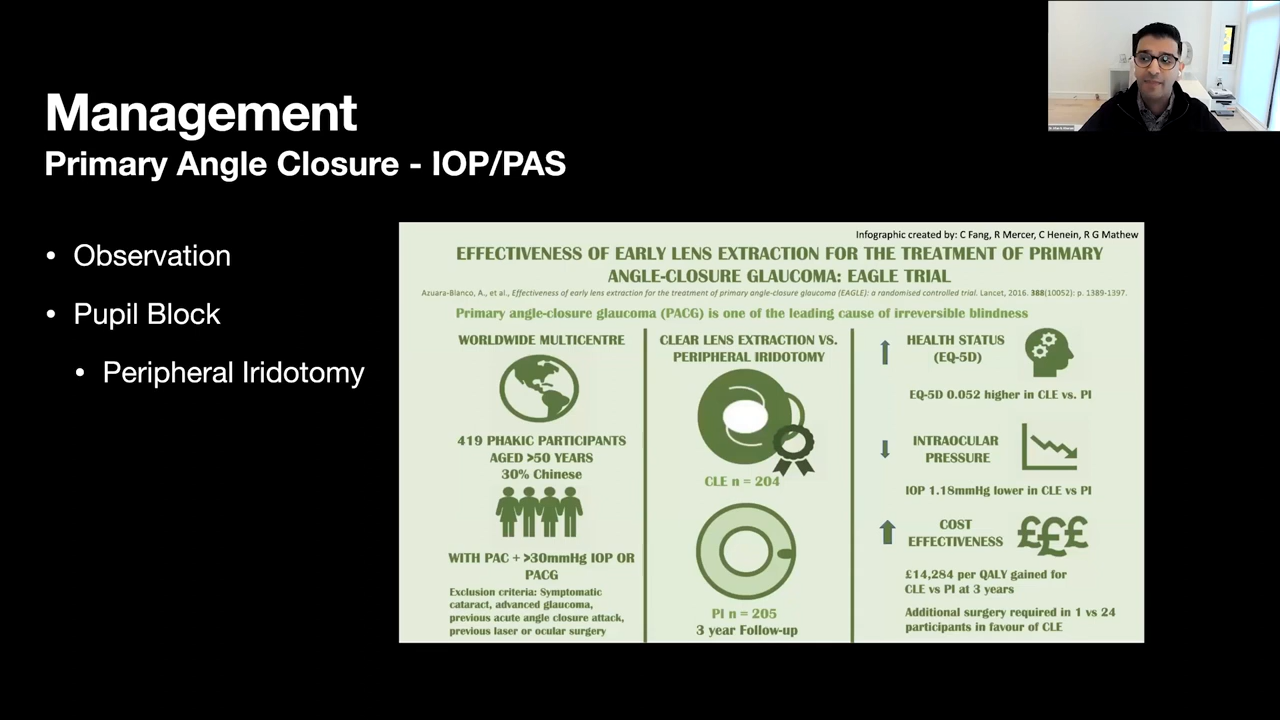 Management
Primary Angle Closure - IOP/PAS
• Observation
• Pupil Block
• Peripheral Iridotomy
Infographic created by: C Fang, R Mercer, C Henein, R G Mathew
EFFECTIVENESS OF EARLY LENS EXTRACTION FOR THE TREATMENT OF PRIMARY
ANGLE-CLOSURE GLAUCOMA: EAGLE TRIAL
Azuara-Blanco, A., et al., Effectiveness of early lens extraction for the treatment of primary angle-closure glaucoma (EAGLE): a randomised controlled trial. Lancet, 2016. 388(10052): p. 1389-1397.
Primary angle-closure glaucoma (PACG) is one of the leading cause of irreversible blindness
WORLDWIDE MULTICENTRE
419 PHAKIC PARTICIPANTS
AGED >50 YEARS
30% Chinese
WITH PAC + >30mmHg IOP OR
PACG
Exclusion criteria: Symptomatic
cataract, advanced glaucoma,
previous acute angle closure attack,
previous laser or ocular surgery
CLEAR LENS EXTRACTION VS.
PERIPHERAL IRIDOTOMY
CLE n = 204
PI n = 205
3 year Follow-up
HEALTH STATUS
(EQ-5D)
EQ-5D 0.052 higher in CLE vs. PI
INTRAOCULAR
PRESSURE
IOP 1.18mmHg lower in CLE vs PI
COST
EFFECTIVENESS
£££
£14,284 per QALY gained for
CLE vs PI at 3 years
Additional surgery required in 1 vs 24
participants in favour of CLE